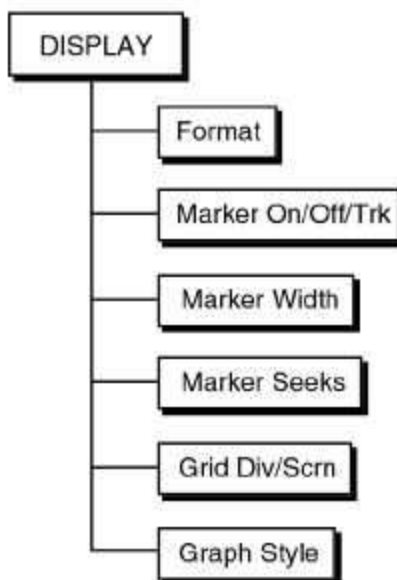 DISPLAY
Format
Marker On/Off/Trk
Marker Width
Marker Seeks
Grid Div/Scrn
Graph Style